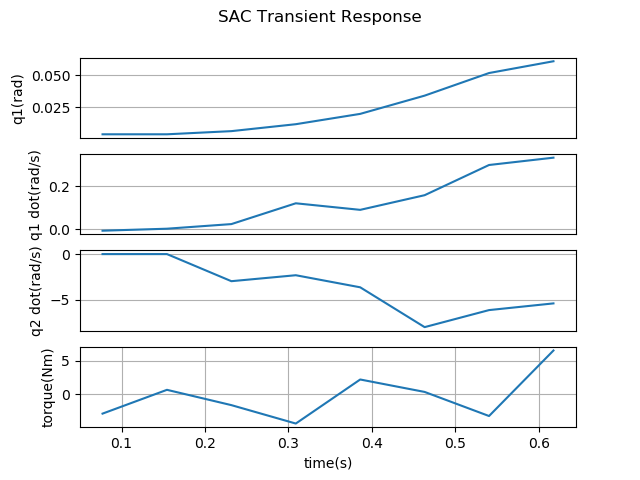 SAC Transient Response
0.050
0.025
q1(rad)
0.2
0.0
q1 dot(rad/s)
0
−5
q2 dot(rad/s)
5
0
torque(Nm)
0.1 0.2 0.3 0.4 0.5 0.6
time(s)